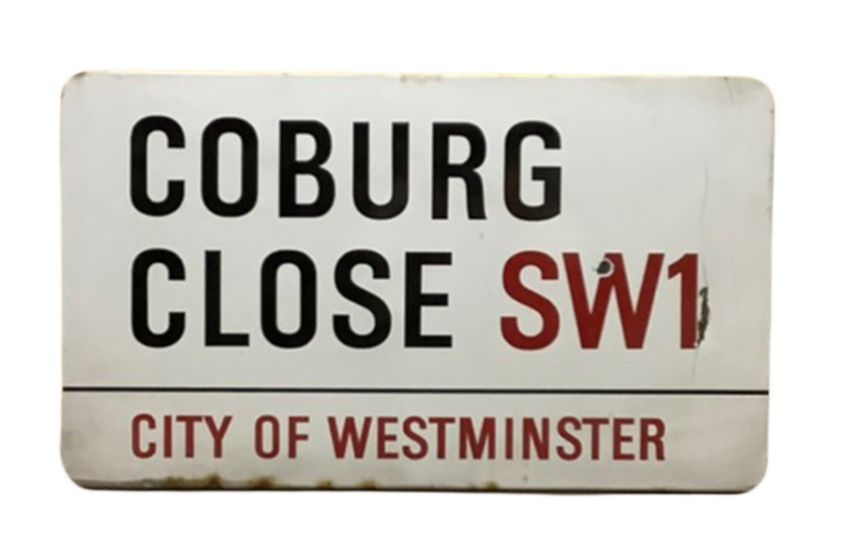 COBURG
CLOSE SW1
CITY OF WESTMINSTER